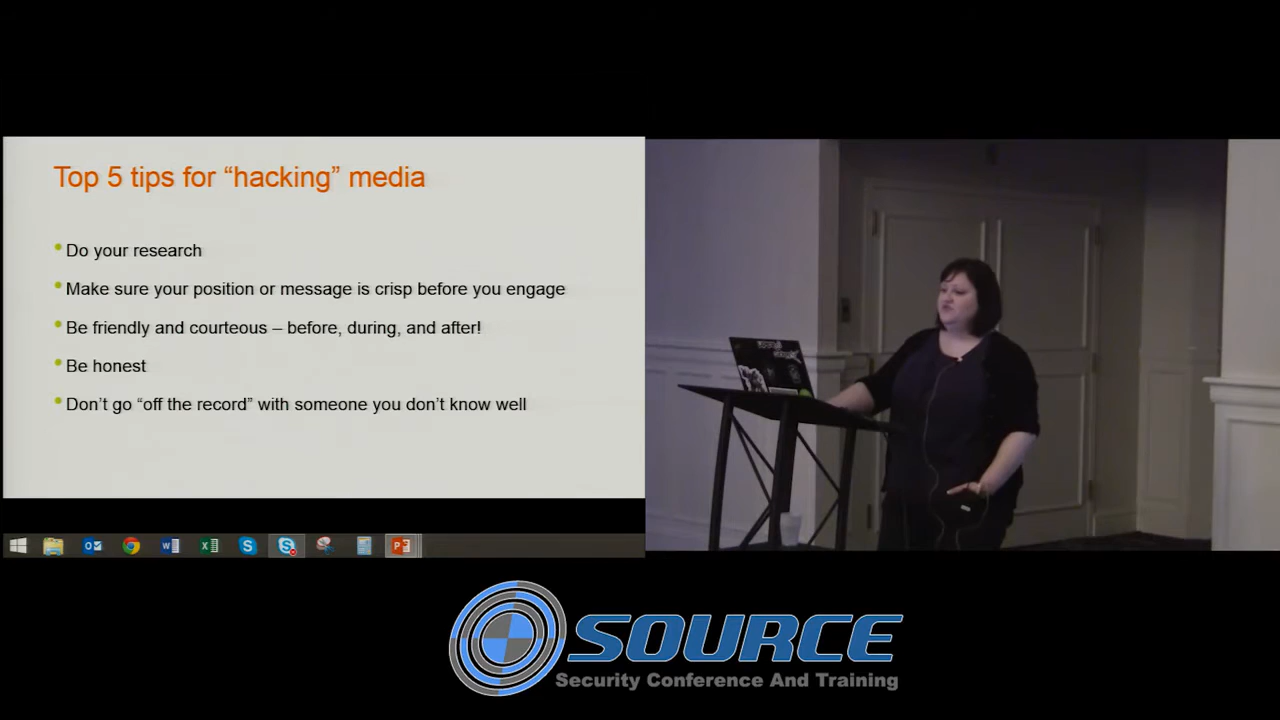 Top 5 tips for “hacking” media
Do your research
Make sure your position or message is crisp before you engage
Be friendly and courteous – before, during, and after!
Be honest
Don’t go “off the record” with someone you don’t know well
SOURCE
Security Conference And Training